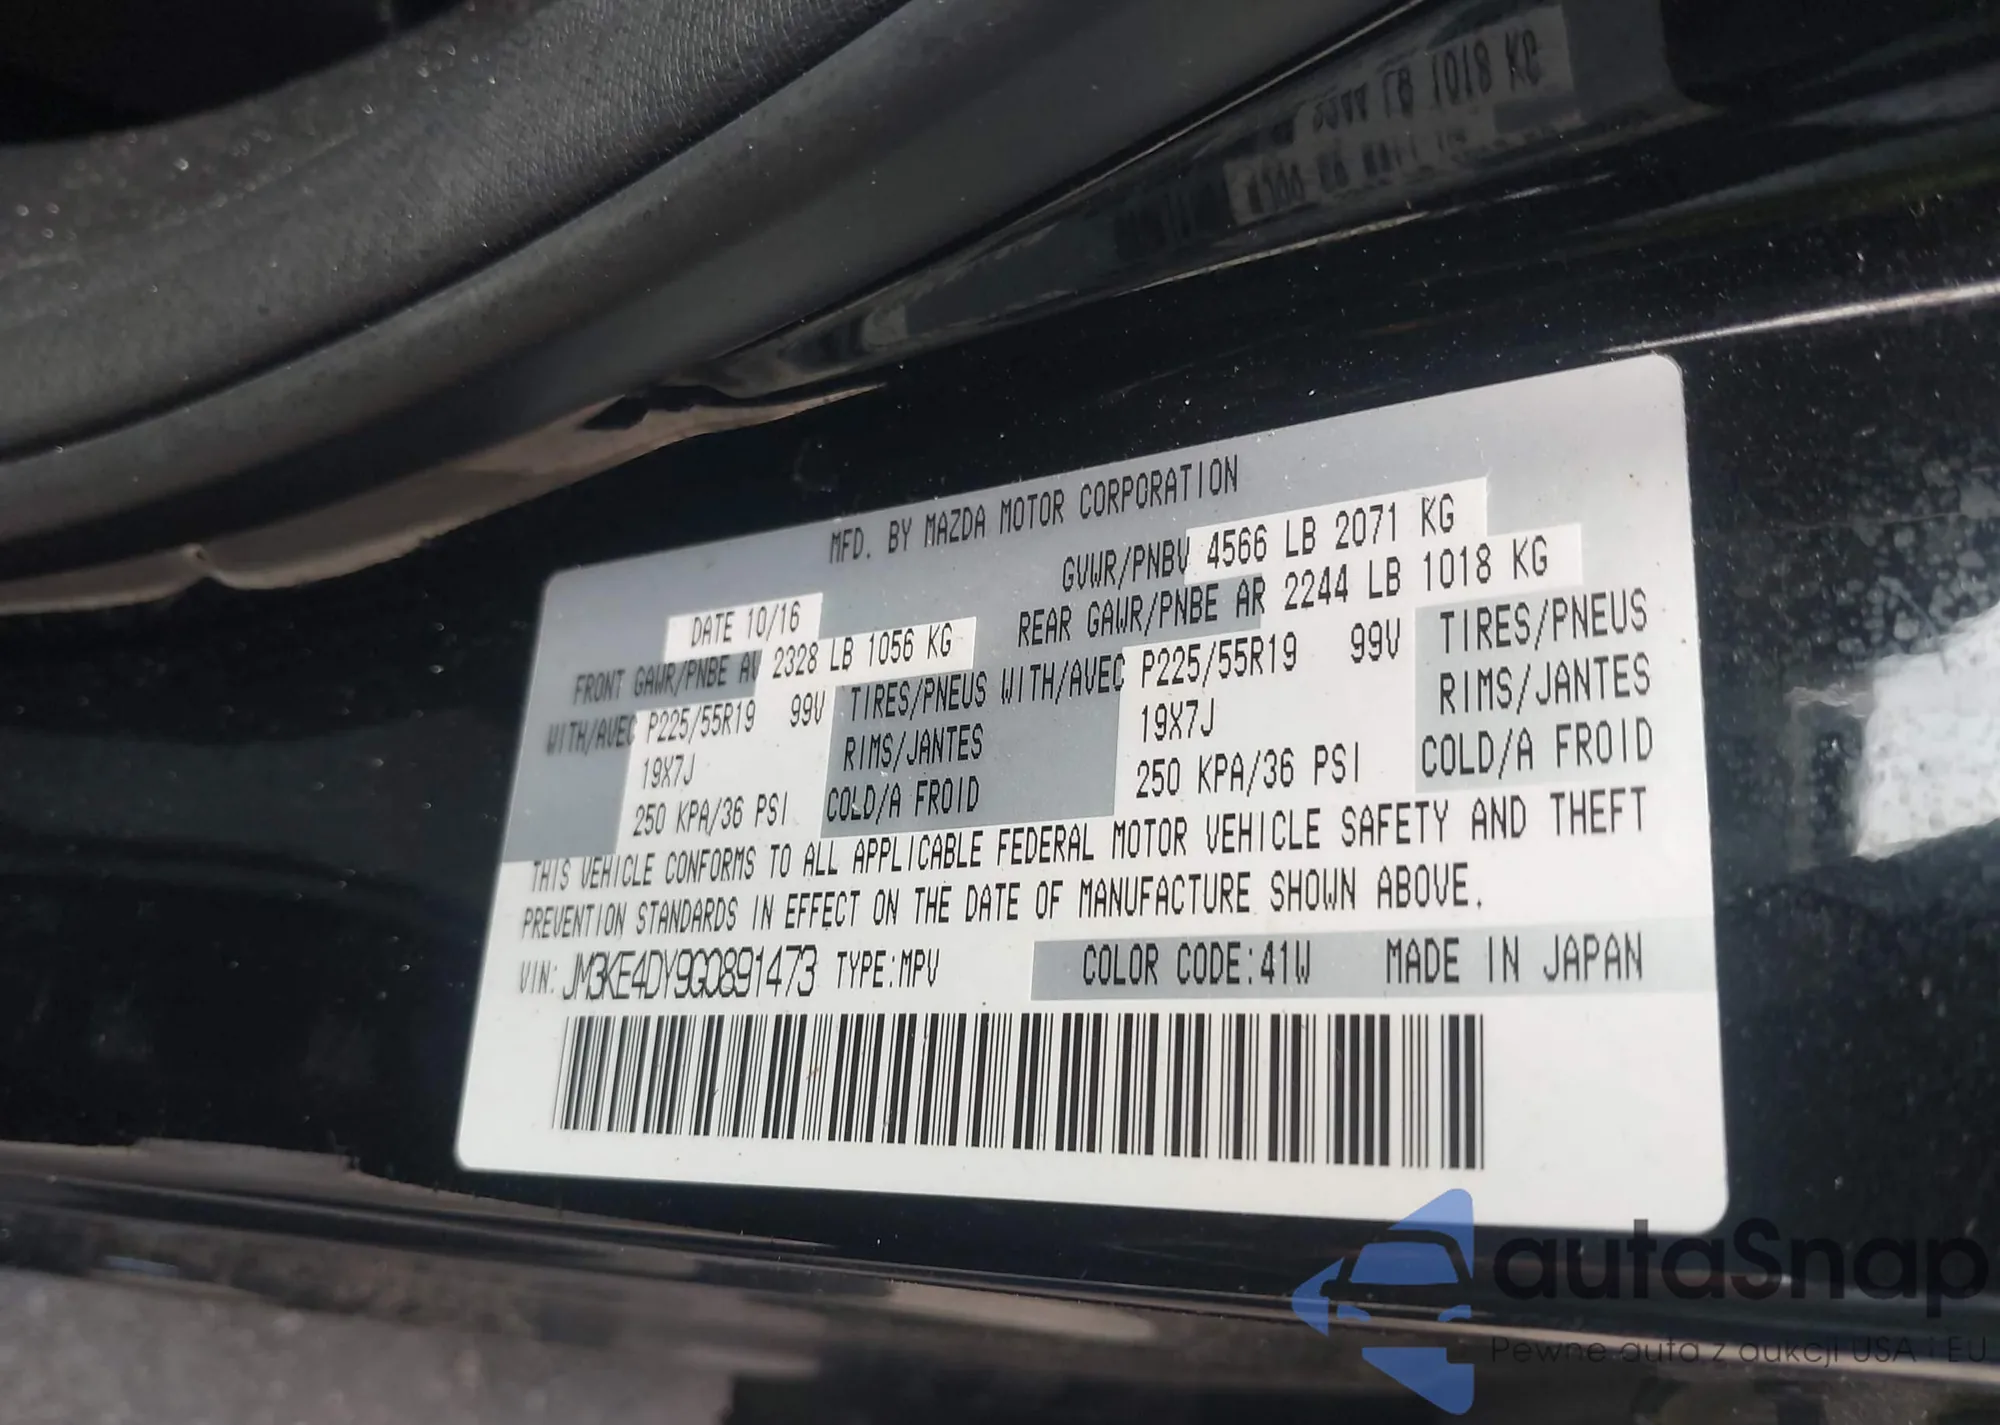 MFD. BY MAZDA MOTOR CORPORATION
DATE 10/16 GVWR/PNBV 4566 LB 2071 KG
FRONT GAWR/PNBE AV 2328 LB 1056 KG REAR GAWR/PNBE AR 2244 LB 1018 KG
WITH/AVEC P225/55R19 99V TIRES/PNEUS WITH/AVEC P225/55R19 99V TIRES/PNEUS
19X7J RIMS/JANTES 19X7J RIMS/JANTES
250 KPA/36 PSI COLD/A FROID 250 KPA/36 PSI COLD/A FROID
THIS VEHICLE CONFORMS TO ALL APPLICABLE FEDERAL MOTOR VEHICLE SAFETY AND THEFT
PREVENTION STANDARDS IN EFFECT ON THE DATE OF MANUFACTURE SHOWN ABOVE.
VIN: JM3KE4DY9G0891473 TYPE:MPV COLOR CODE:41W MADE IN JAPAN
autaSnap
Pewne auta z aukcji USA i EU